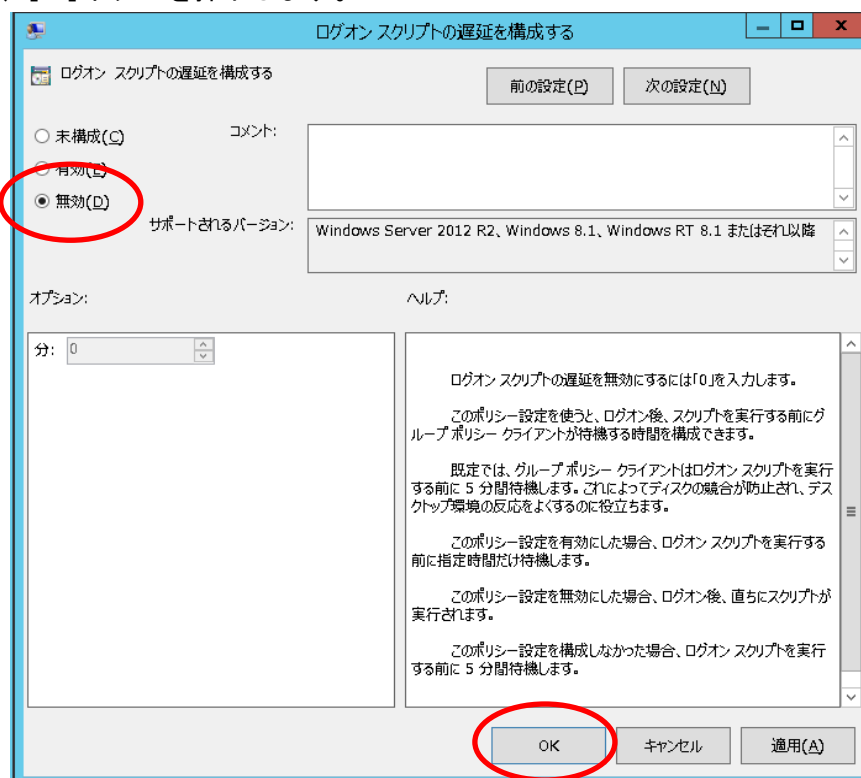 ログオン スクリプトの遅延を構成する
ログオン スクリプトの遅延を構成する
前の設定(P)
次の設定(N)
未構成(C)
コメント:
有効(E)
無効(D)
サポートされるバージョン:
Windows Server 2012 R2、Windows 8.1、Windows RT 8.1 またはそれ以降
オプション:
ヘルプ:
分: 0
ログオン スクリプトの遅延を無効にするには「0」を入力します。
このポリシー設定を使うと、ログオン後、スクリプトを実行する前にグ
ループ ポリシー クライアントが待機する時間を構成できます。
既定では、グループ ポリシー クライアントはログオン スクリプトを実行
する前に 5 分間待機します。これによってディスクの競合が防止され、デス
クトップ環境の反応をよくするのに役立ちます。
このポリシー設定を有効にした場合、ログオン スクリプトを実行する
前に指定時間だけ待機します。
このポリシー設定を無効にした場合、ログオン後、直ちにスクリプトが
実行されます。
このポリシー設定を構成しなかった場合、ログオン スクリプトを実行
する前に 5 分間待機します。
OK
キャンセル
適用(A)